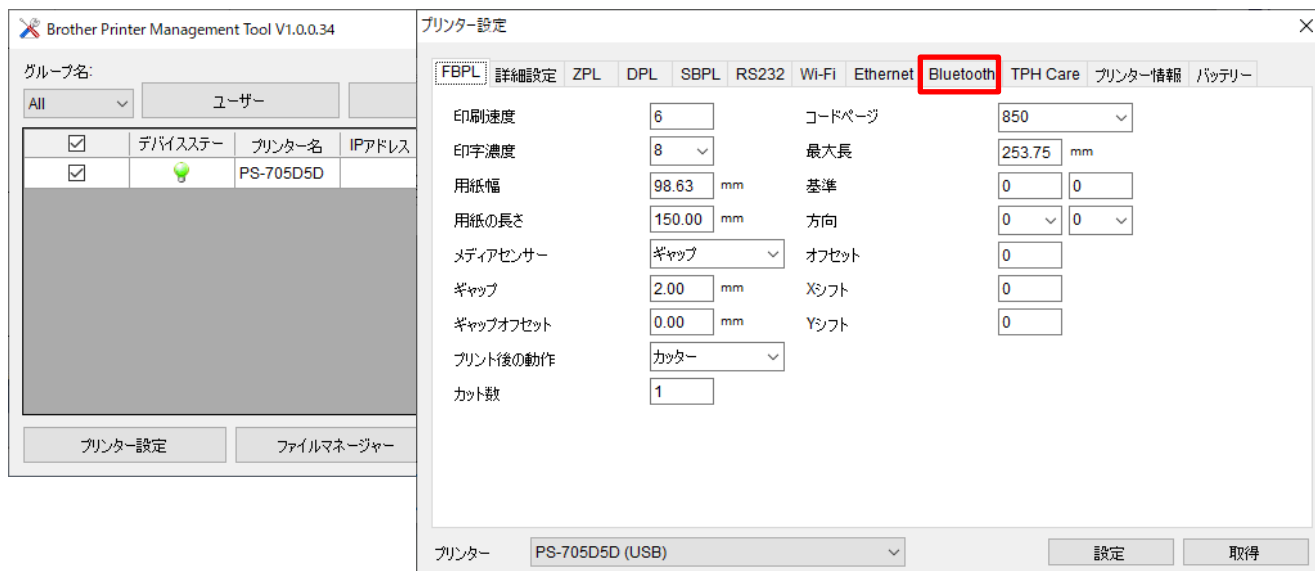 Brother Printer Management Tool V1.0.0.34
グループ名:
All
ユーザー
デバイスステー プリンター名 IPアドレス
PS-705D5D
プリンター設定 ファイルマネージャー
プリンター設定
FBPL 詳細設定 ZPL DPL SBPL RS232 Wi-Fi Ethernet Bluetooth TPH Care プリンター情報 バッテリー
印刷速度 6 コードページ 850
印字濃度 8 最大長 253.75 mm
用紙幅 98.63 mm 基準 0 0
用紙の長さ 150.00 mm 方向 0 0
メディアセンサー ギャップ オフセット 0
ギャップ 2.00 mm Xシフト 0
ギャップオフセット 0.00 mm Yシフト 0
プリント後の動作 カッター
カット数 1
プリンター PS-705D5D (USB) 設定 取得